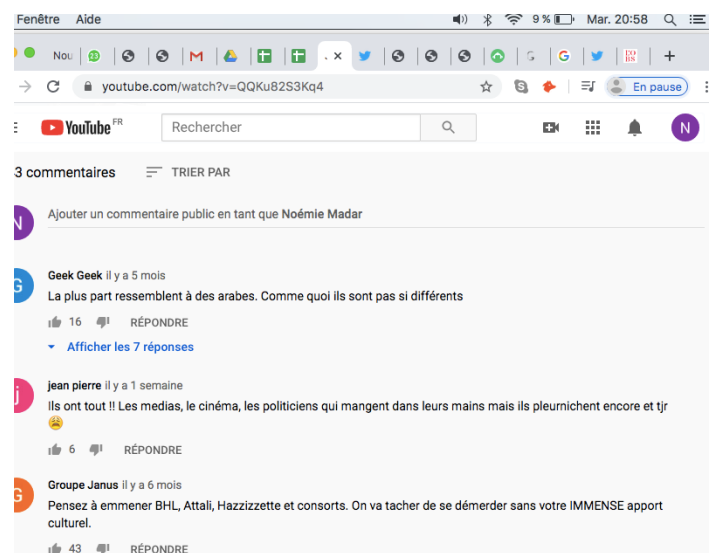 Fenêtre Aide 9 % Mar. 20:58
Nou 23 M G
youtube.com/watch?v=QQKu82S3Kq4 En pause
YouTube FR Rechercher N
3 commentaires TRIER PAR
N Ajouter un commentaire public en tant que Noémie Madar
G Geek Geek il y a 5 mois
La plus part ressemblent à des arabes. Comme quoi ils sont pas si différents
16 RÉPONDRE
Afficher les 7 réponses
j jean pierre il y a 1 semaine
Ils ont tout !! Les medias, le cinéma, les politiciens qui mangent dans leurs mains mais ils pleurnichent encore et tjr
6 RÉPONDRE
G Groupe Janus il y a 6 mois
Pensez à emmener BHL, Attali, Hazzizzette et consorts. On va tacher de se démerder sans votre IMMENSE apport
culturel.
43 RÉPONDRE